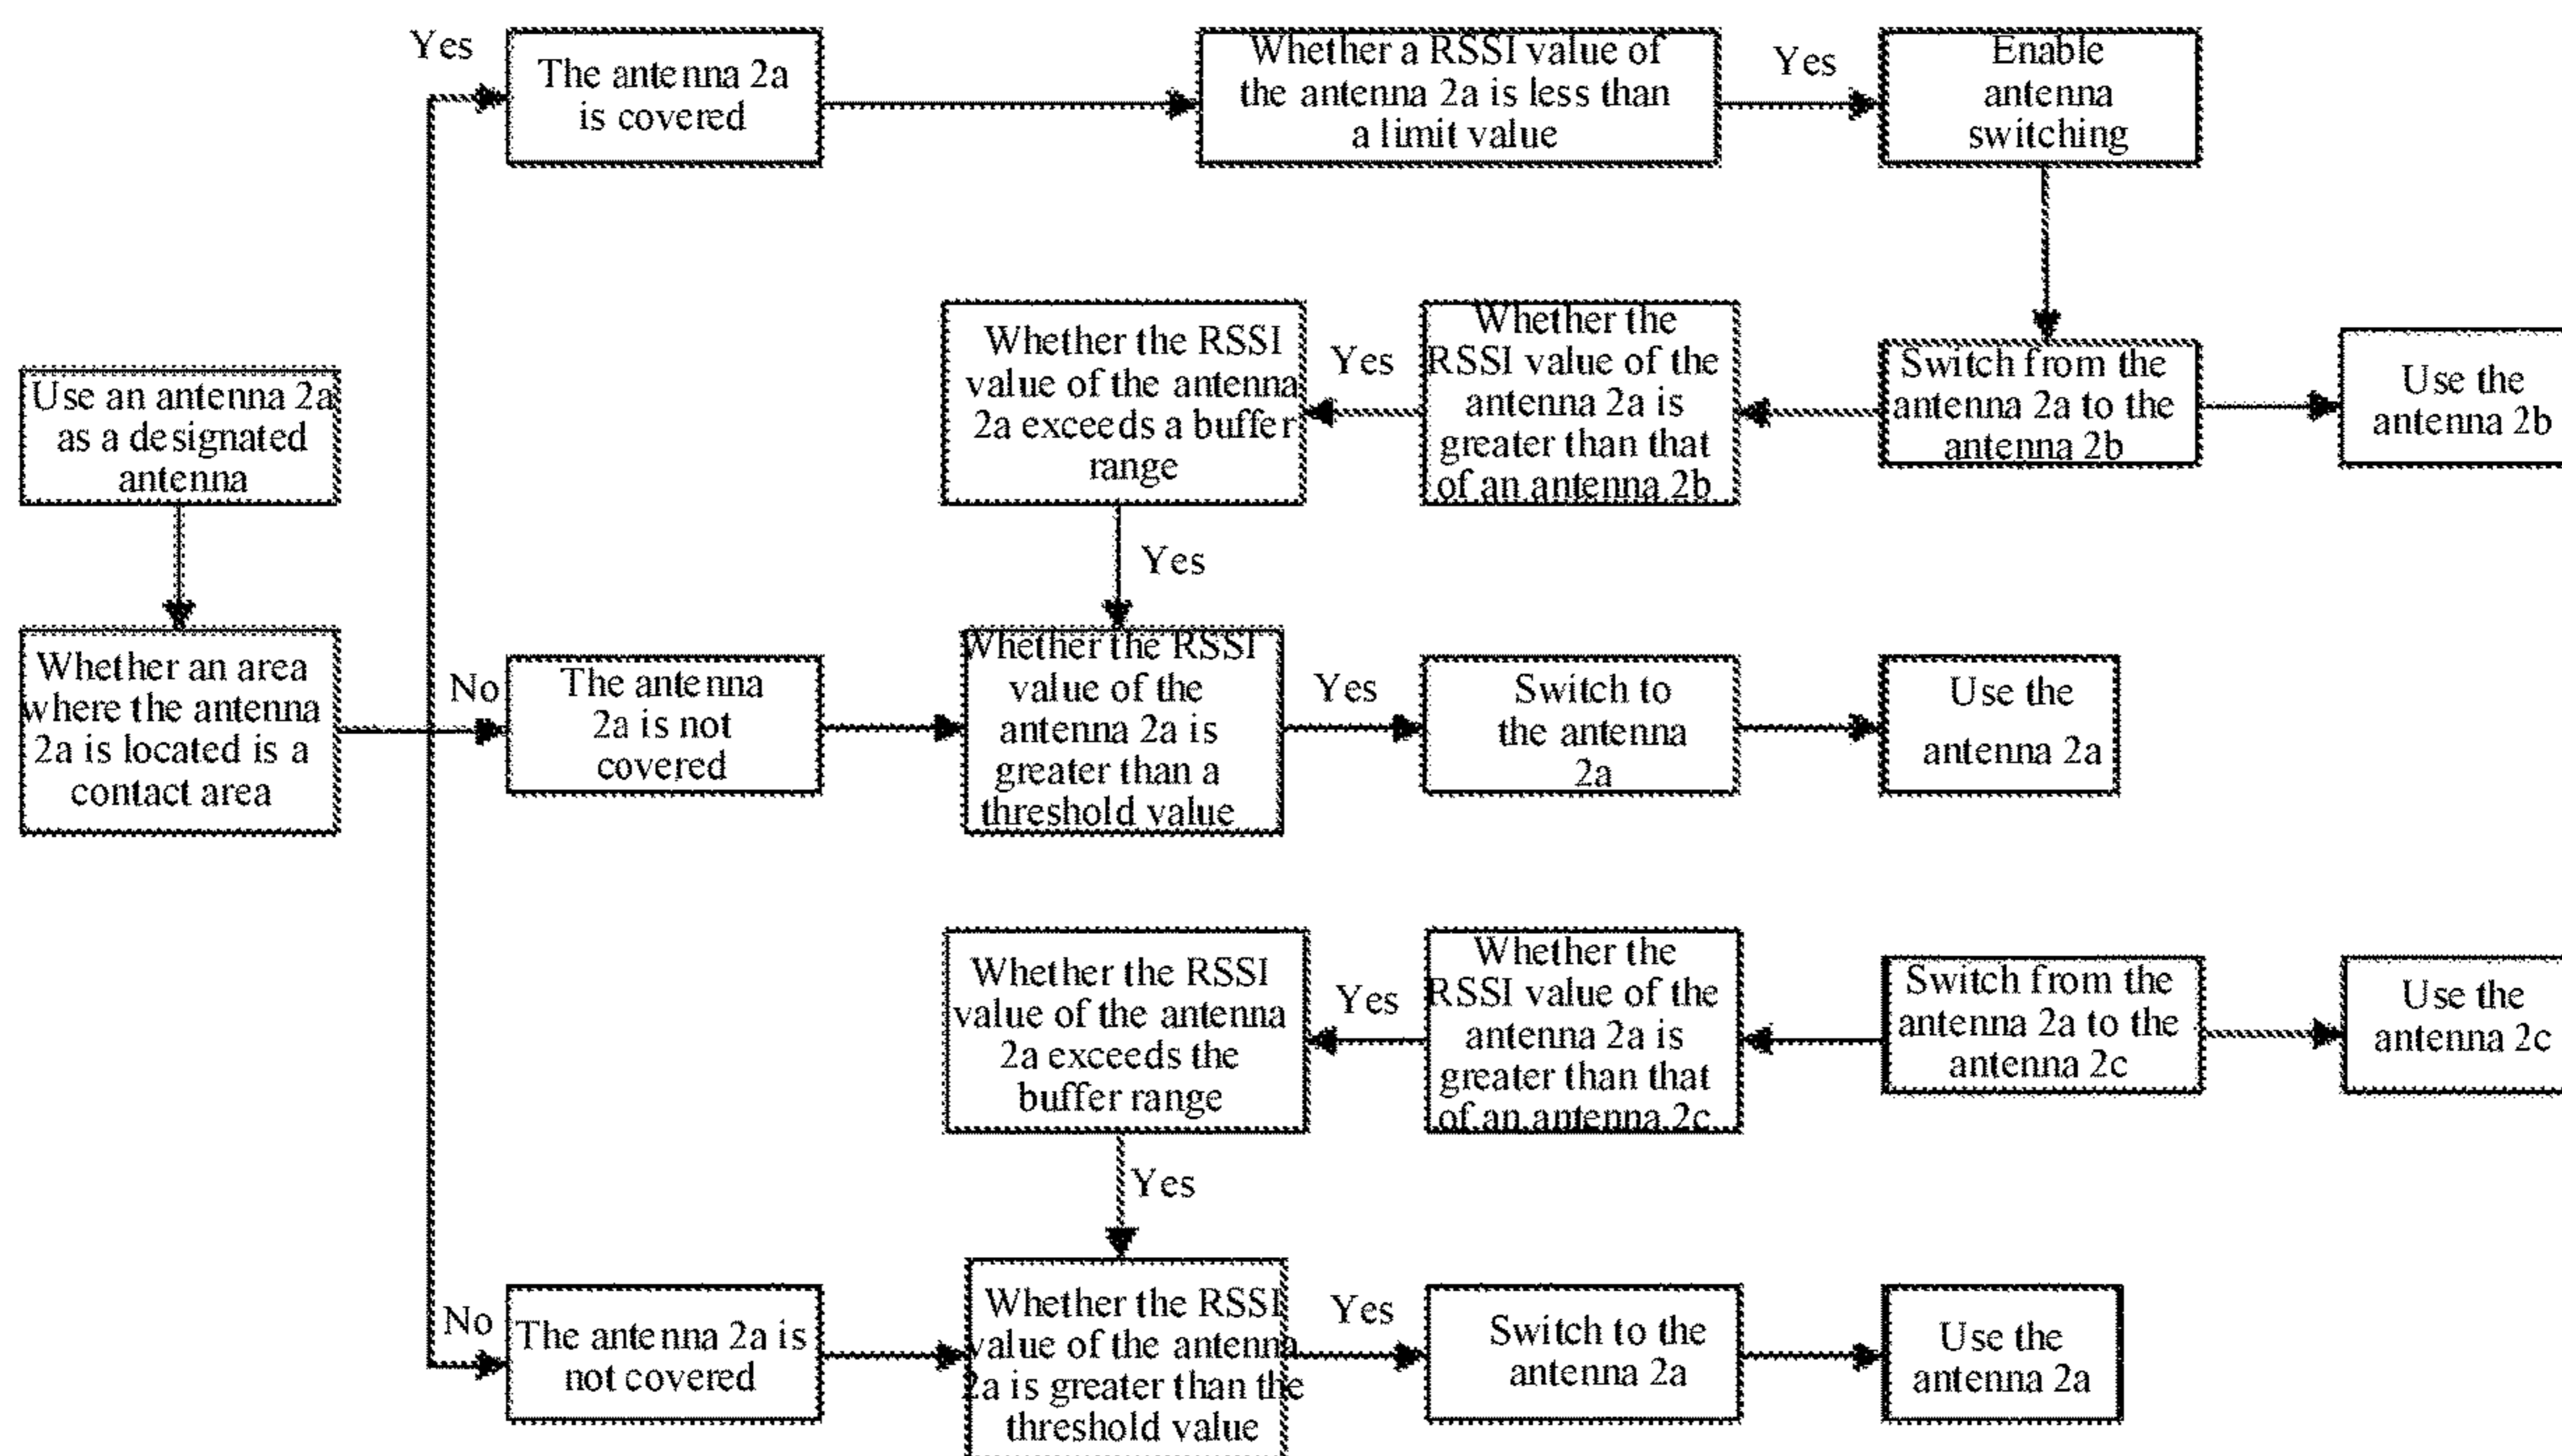 Yes
The antenna 2a
is covered
Whether a RSSI value of
the antenna 2a is less than
a limit value
Yes
Enable
antenna
switching
Use an antenna 2a
as a designated
antenna
Whether the RSSI
value of the antenna
2a exceeds a buffer
range
Yes
Whether the
RSSI value of the
antenna 2a is
greater than that
of an antenna 2b
Switch from the
antenna 2a to the
antenna 2b
Use the
antenna 2b
Yes
Whether an area
where the antenna
2a is located is a
contact area
No
The antenna
2a is not
covered
Whether the RSSI
value of the
antenna 2a is
greater than a
threshold value
Yes
Switch to
the antenna
2a
Use the
antenna 2a
Whether the RSSI
value of the antenna
2a exceeds the
buffer range
Yes
Whether the
RSSI value of the
antenna 2a is
greater than that
of an antenna 2c
Switch from the
antenna 2a to the
antenna 2c
Use the
antenna 2c
Yes
No
The antenna 2a is
not covered
Whether the RSSI
value of the antenna
2a is greater than the
threshold value
Yes
Switch to the
antenna 2a
Use the
antenna 2a